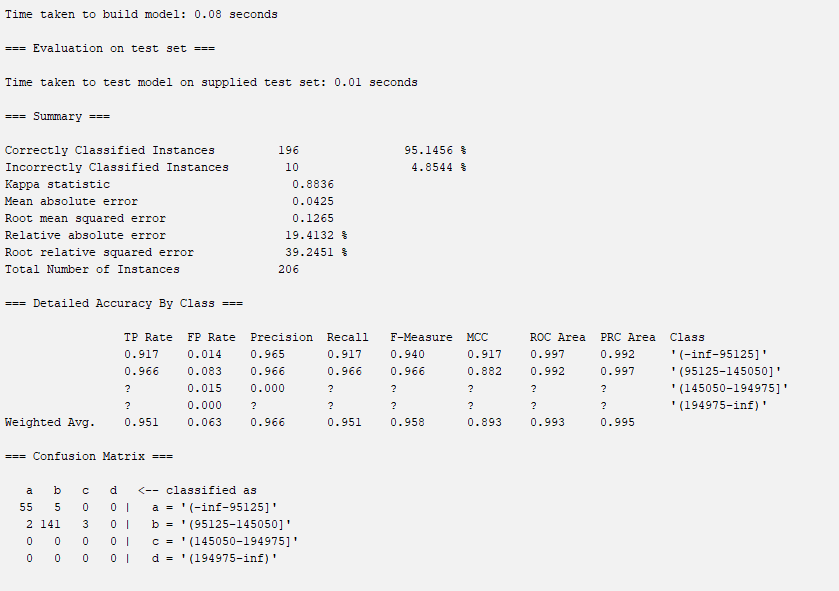 Time taken to build model: 0.08 seconds
=== Evaluation on test set ===
Time taken to test model on supplied test set: 0.01 seconds
=== Summary ===
Correctly Classified Instances         196               95.1456 %
Incorrectly Classified Instances        10                4.8544 %
Kappa statistic                          0.8836
Mean absolute error                      0.0425
Root mean squared error                  0.1265
Relative absolute error                 19.4132 %
Root relative squared error             39.2451 %
Total Number of Instances              206
=== Detailed Accuracy By Class ===
                 TP Rate  FP Rate  Precision  Recall   F-Measure  MCC      ROC Area  PRC Area  Class
                 0.917    0.014    0.965      0.917    0.940      0.917    0.997     0.992     '(-inf-95125]'
                 0.966    0.083    0.966      0.966    0.966      0.882    0.992     0.997     '(95125-145050]'
                 ?        0.015    0.000      ?        ?          ?        ?         ?         '(145050-194975]'
                 ?        0.000    ?          ?        ?          ?        ?         ?         '(194975-inf)'
Weighted Avg.    0.951    0.063    0.966      0.951    0.958      0.893    0.993     0.995
=== Confusion Matrix ===
   a   b   c   d   <-- classified as
  55   5   0   0 |   a = '(-inf-95125]'
   2 141   3   0 |   b = '(95125-145050]'
   0   0   0   0 |   c = '(145050-194975]'
   0   0   0   0 |   d = '(194975-inf)'